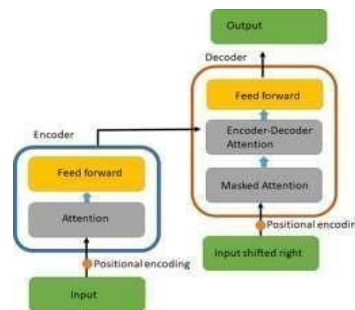 Output
Decoder
Feed forward
Encoder-Decoder
Attention
Masked Attention
Positional encodin
Input shifted right
Encoder
Feed forward
Attention
Positional encoding
Input